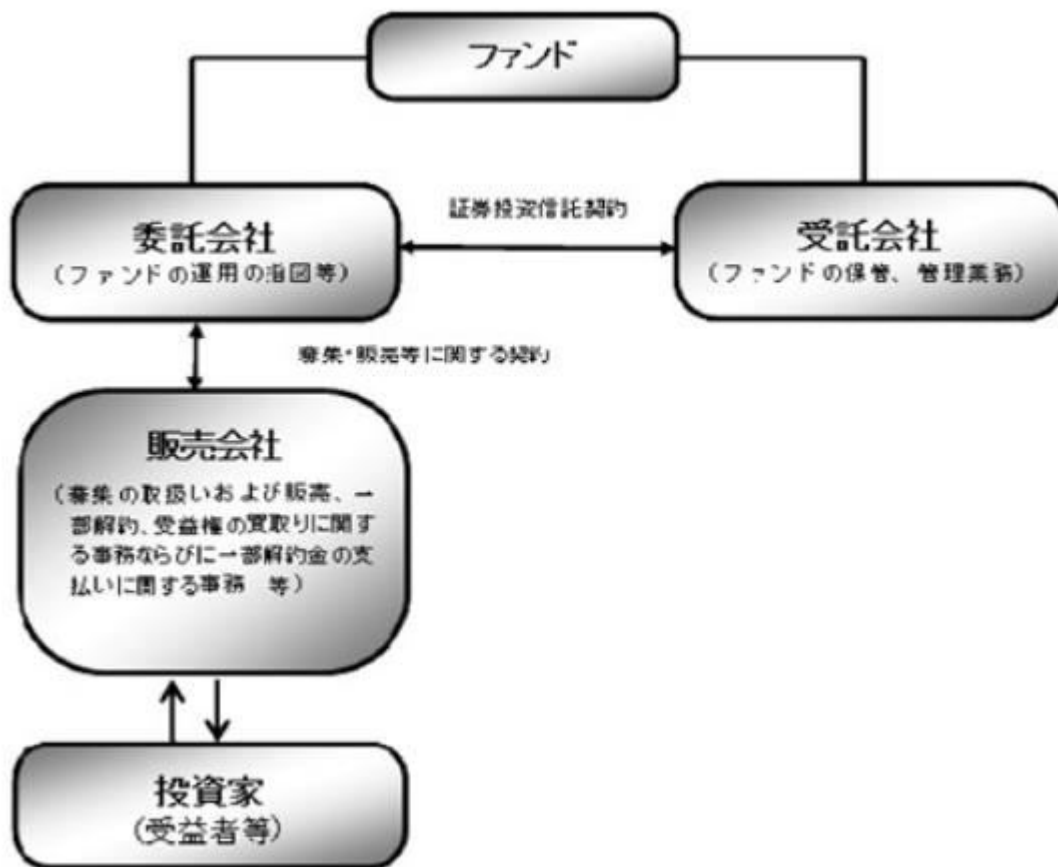 ファンド
委託会社
(ファンドの運用の指図等)
証券投資信託契約
受託会社
(ファンドの保管、管理業務)
募集・販売等に関する契約
販売会社
(募集の取扱いおよび販売、一
部解約、受益権の買取りに関す
る事務ならびに一部解約金の支
払いに関する事務 等)
投資家
(受益者等)